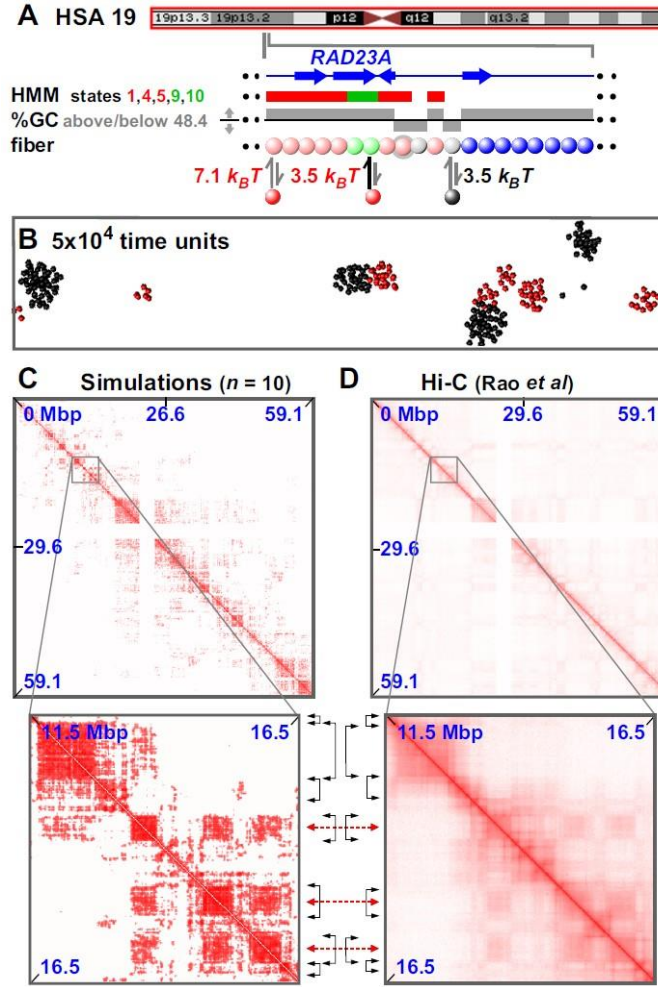 A HSA 19
19p13.3 19p13.2 p12 q12 q13.2
RAD23A
HMM states 1,4,5,9,10
%GC above/below 48.4
fiber
7.1 kBT 3.5 kBT 3.5 kBT
B 5x10⁴ time units
C Simulations (n = 10)
0 Mbp 26.6 59.1
29.6
59.1
11.5 Mbp 16.5
16.5
D Hi-C (Rao et al)
0 Mbp 29.6 59.1
29.6
59.1
11.5 Mbp 16.5
16.5